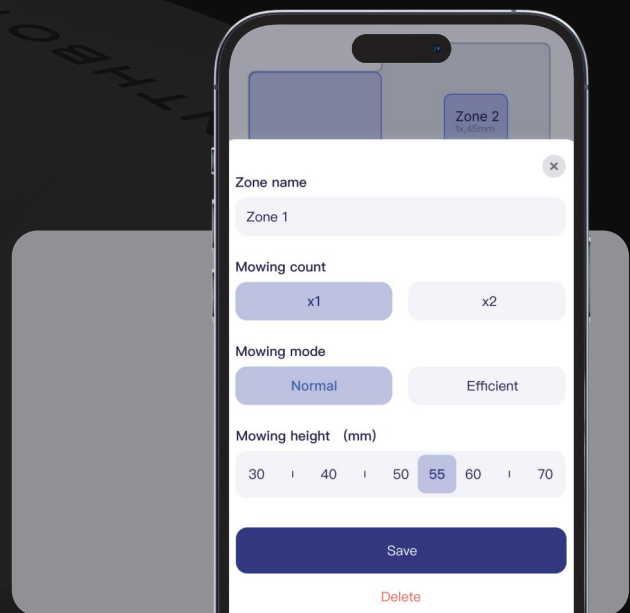 Zone 2
1x,45mm
Zone name
Zone 1
Mowing count
x1 x2
Mowing mode
Normal Efficient
Mowing height (mm)
30 ı 40 ı 50 55 60 ı 70
Save
Delete